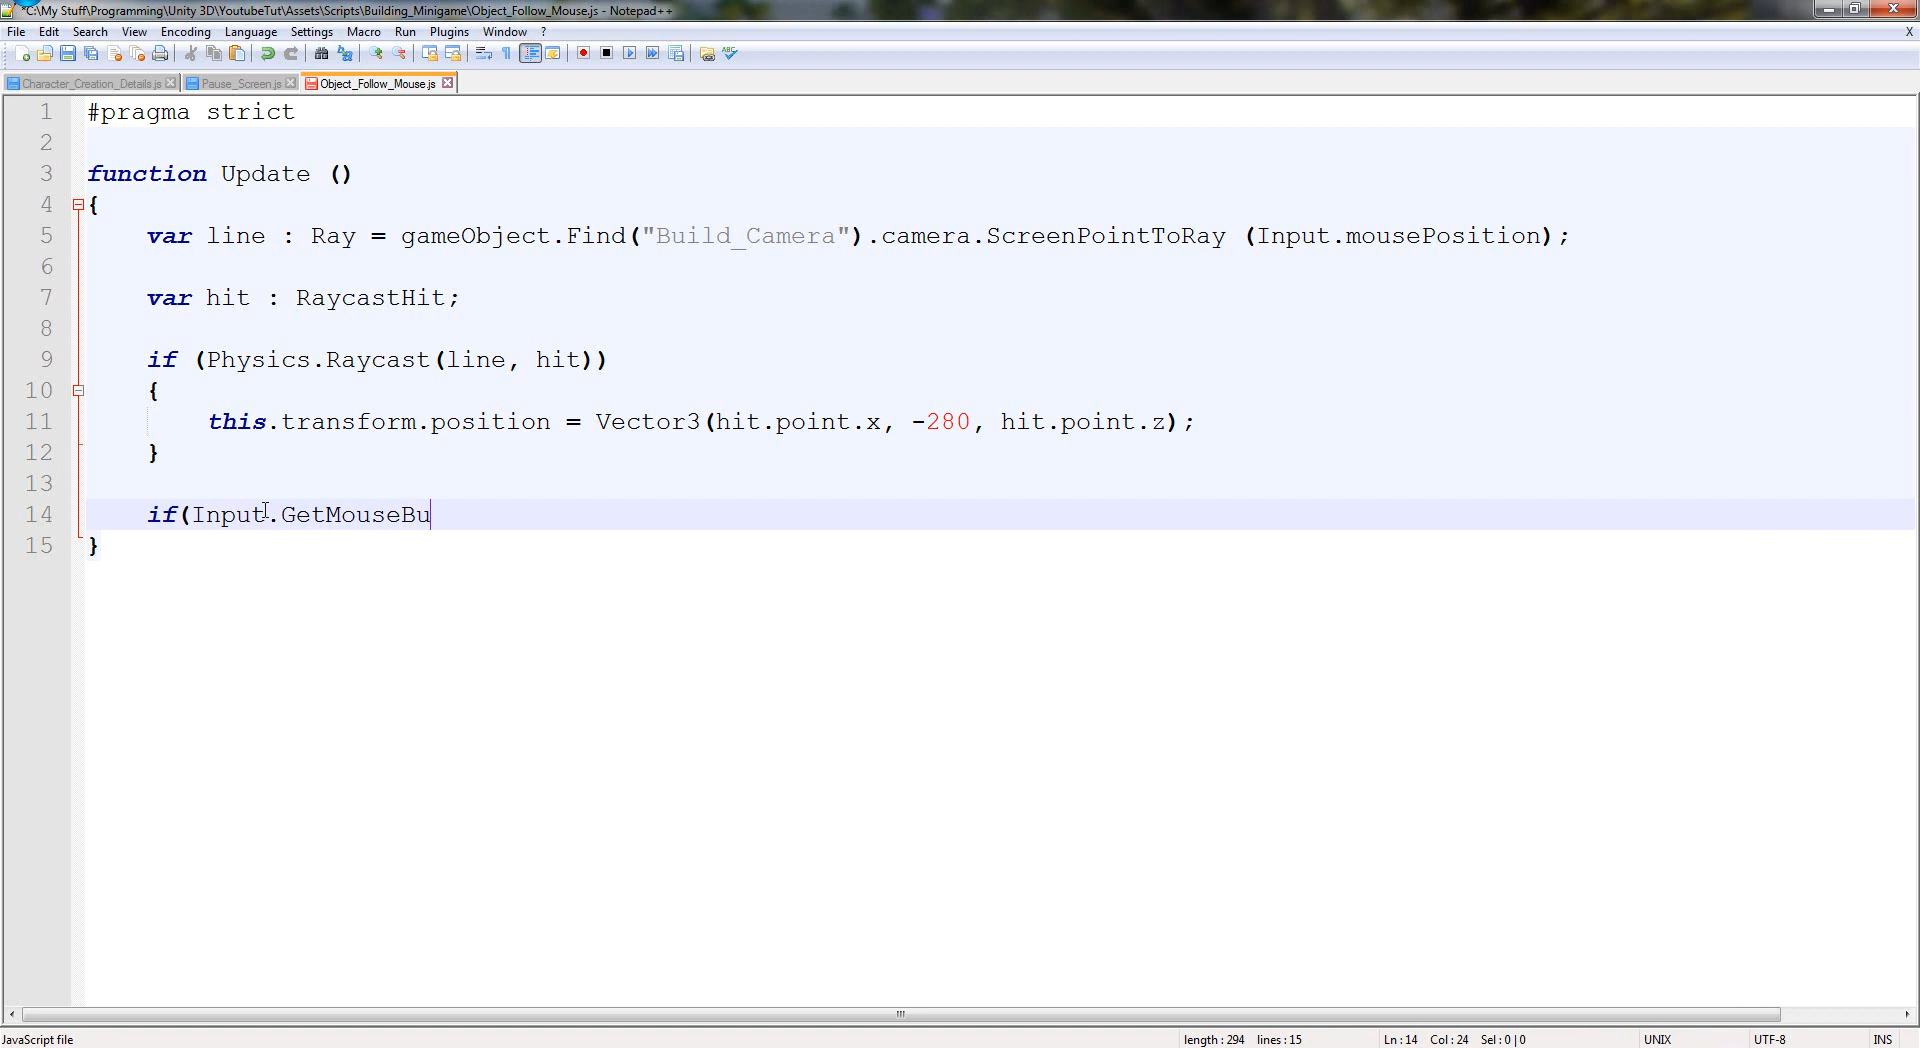 *C:\My Stuff\Programming\Unity 3D\YoutubeTut\Assets\Scripts\Building_Minigame\Object_Follow_Mouse.js - Notepad++
File Edit Search View Encoding Language Settings Macro Run Plugins Window ? X
Character_Creation_Details.js Pause_Screen.js Object_Follow_Mouse.js
1 #pragma strict
2
3 function Update ()
4 {
5 var line : Ray = gameObject.Find("Build_Camera").camera.ScreenPointToRay (Input.mousePosition);
6
7 var hit : RaycastHit;
8
9 if (Physics.Raycast(line, hit))
10 {
11 this.transform.position = Vector3(hit.point.x, -280, hit.point.z);
12 }
13
14 if(Input.GetMouseBu
15 }
JavaScript file length : 294 lines : 15 Ln : 14 Col : 24 Sel : 0 | 0 UNIX UTF-8 INS